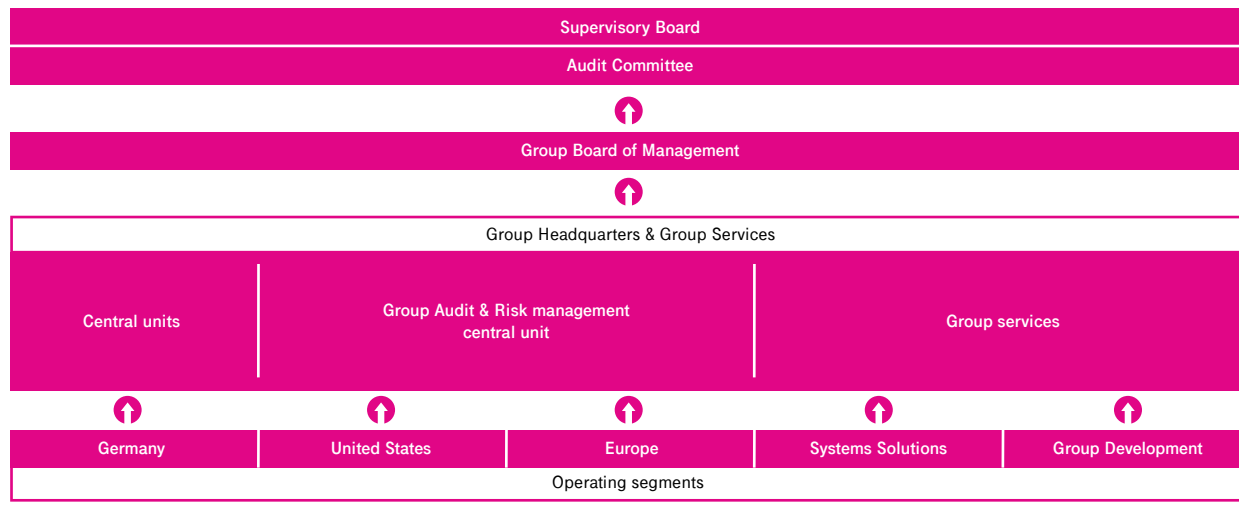 Supervisory Board
Audit Committee
Group Board of Management
Group Headquarters & Group Services
Central units
Group Audit & Risk management
central unit
Group services
Germany
United States
Europe
Systems Solutions
Group Development
Operating segments